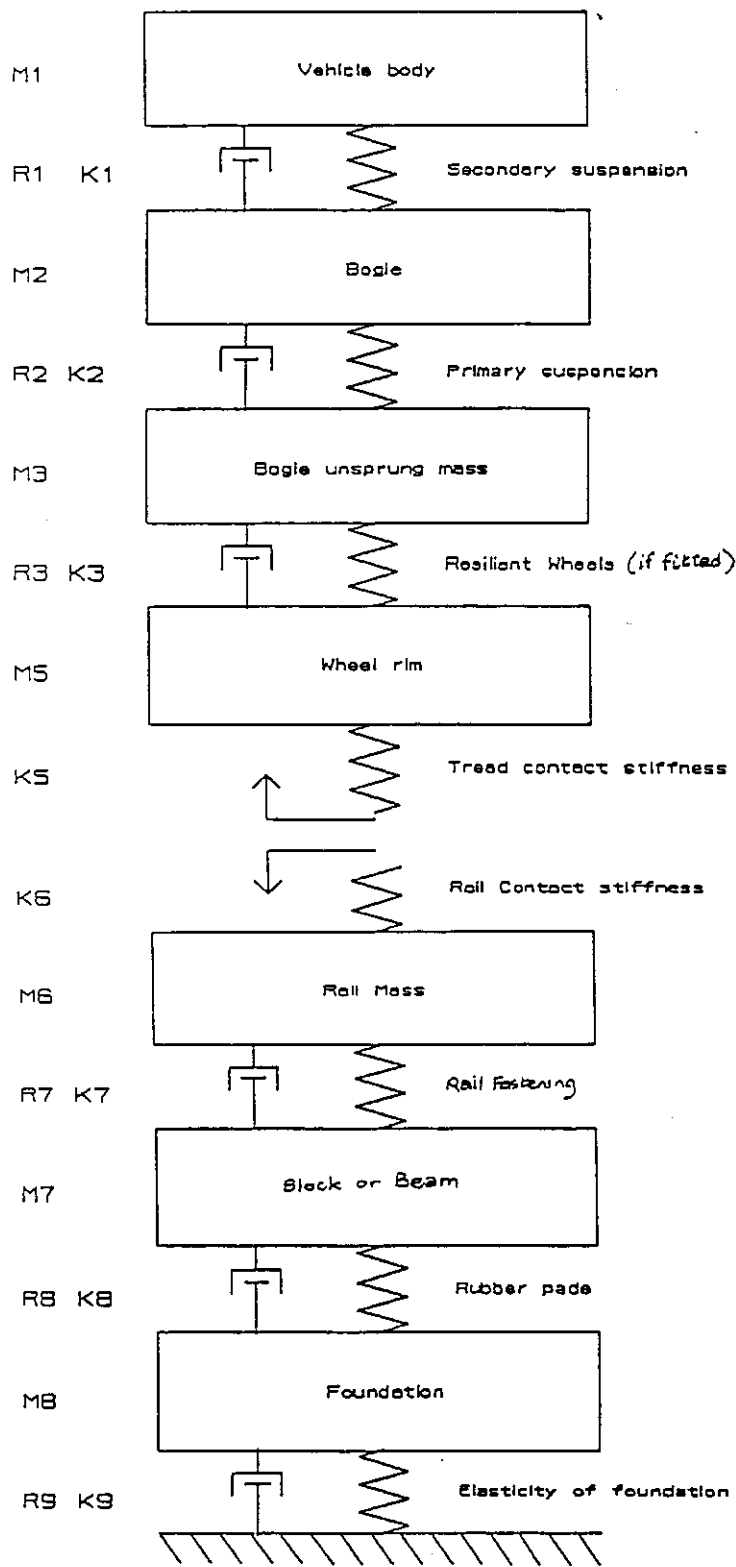 M1 Vehicle body
R1 K1 Secondary suspension
M2 Bogie
R2 K2 Primary suspencion
M3 Bogie unsprung mass
R3 K3 Resiliant Wheels (if fitted)
M5 Wheel rim
K5 Tread contact stiffness
K6 Rail Contact stiffness
M6 Rail Mass
R7 K7 Rail Fastening
M7 Block or Beam
R8 K8 Rubber pads
M8 Foundation
R9 K9 Elasticity of foundation